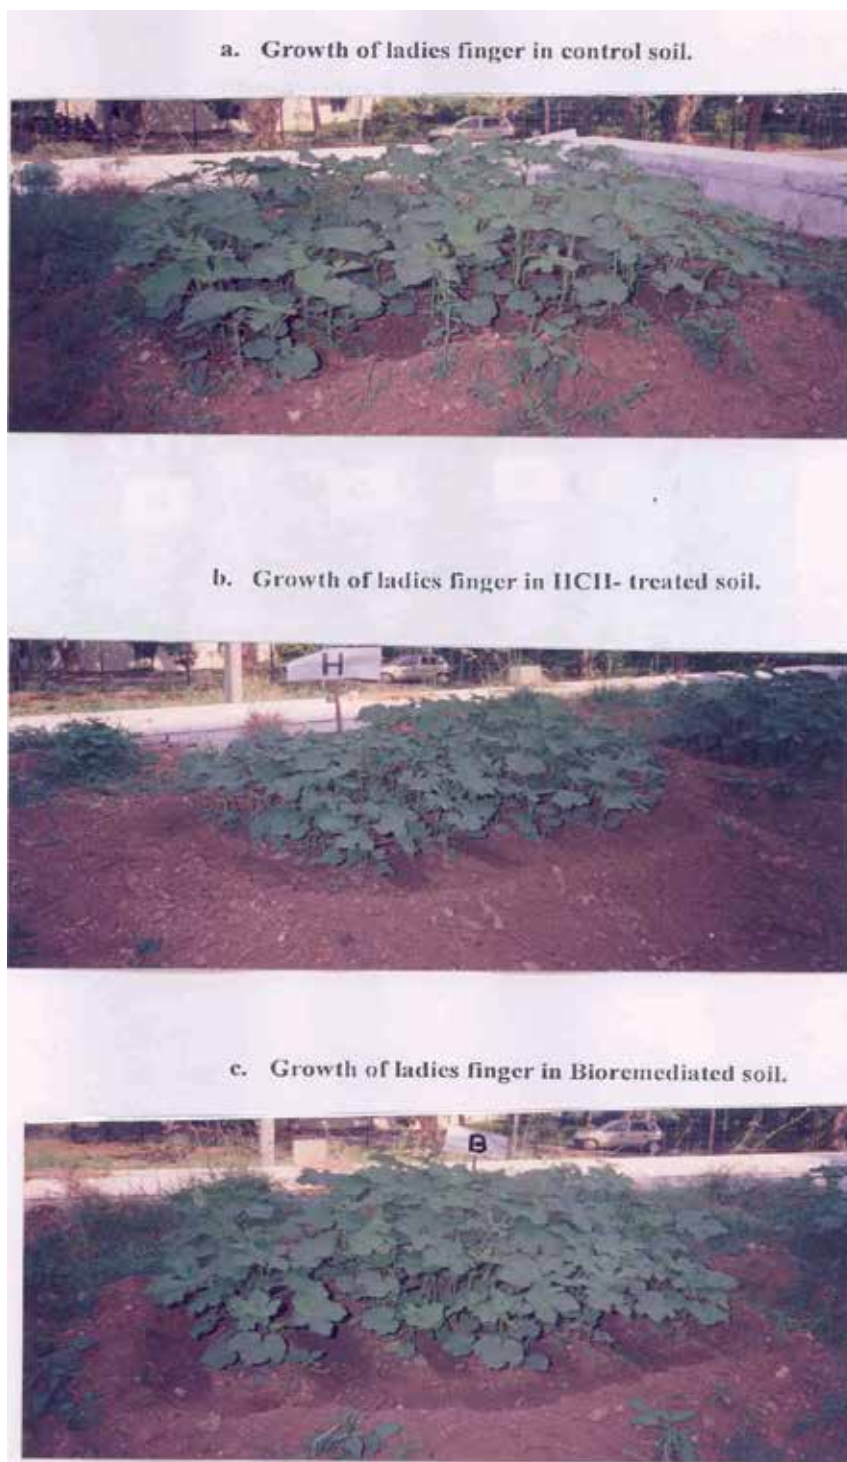 a. Growth of ladies finger in control soil.
b. Growth of ladies finger in HCH- treated soil.
H
c. Growth of ladies finger in Bioremediated soil.
B